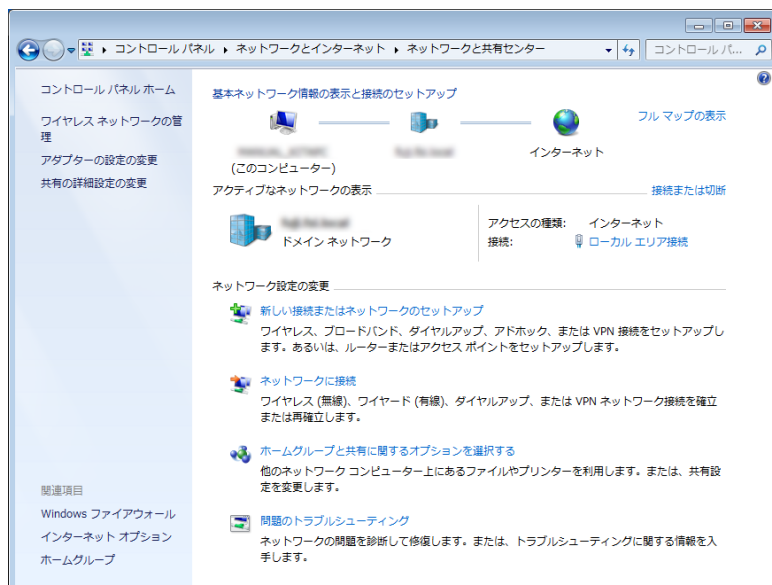 コントロール パネル ネットワークとインターネット ネットワークと共有センター
コントロール パ...
コントロール パネル ホーム
ワイヤレス ネットワークの管
理
アダプターの設定の変更
共有の詳細設定の変更
基本ネットワーク情報の表示と接続のセットアップ
フル マップの表示
インターネット
(このコンピューター)
アクティブなネットワークの表示
接続または切断
ドメイン ネットワーク
アクセスの種類: インターネット
接続: ローカル エリア接続
ネットワーク設定の変更
新しい接続またはネットワークのセットアップ
ワイヤレス、ブロードバンド、ダイヤルアップ、アドホック、または VPN 接続をセットアップし
ます。あるいは、ルーターまたはアクセス ポイントをセットアップします。
ネットワークに接続
ワイヤレス (無線)、ワイヤード (有線)、ダイヤルアップ、または VPN ネットワーク接続を確立
または再確立します。
ホームグループと共有に関するオプションを選択する
他のネットワーク コンピューター上にあるファイルやプリンターを利用します。または、共有設
定を変更します。
問題のトラブルシューティング
ネットワークの問題を診断して修復します。または、トラブルシューティングに関する情報を入
手します。
関連項目
Windows ファイアウォール
インターネット オプション
ホームグループ